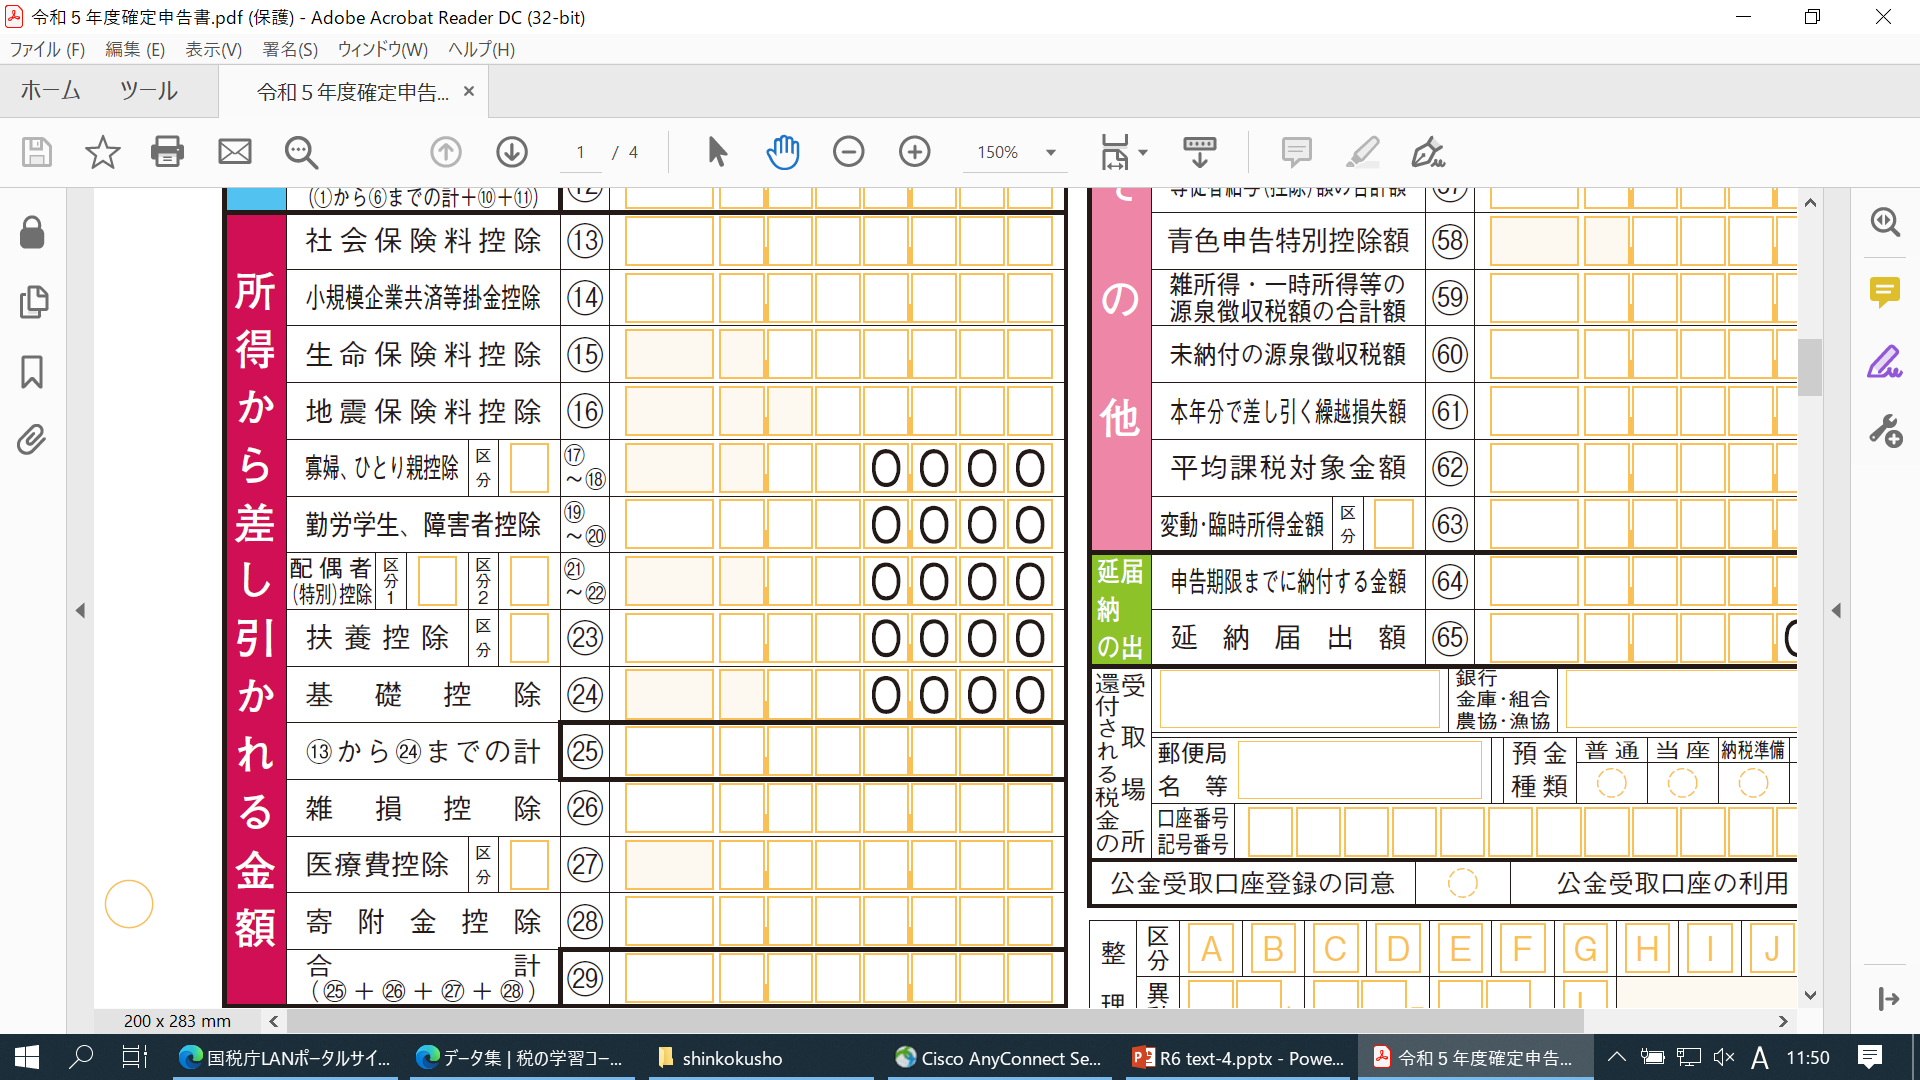 令和５年度確定申告書.pdf (保護) - Adobe Acrobat Reader DC (32-bit)
ファイル (F) 編集 (E) 表示(V) 署名(S) ウィンドウ(W) ヘルプ(H)
ホーム ツール 令和５年度確定申告... ×
1 / 4 150%
(①から⑥までの計＋⑩＋⑪) ⑫
所得から差し引かれる金額
社会保険料控除 ⑬
小規模企業共済等掛金控除 ⑭
生命保険料控除 ⑮
地震保険料控除 ⑯
寡婦、ひとり親控除 区分 ⑰～⑱ 0000
勤労学生、障害者控除 ⑲～⑳ 0000
配偶者(特別)控除 区分1 区分2 ㉑～㉒ 0000
扶養控除 区分 ㉓ 0000
基礎控除 ㉔ 0000
⑬から㉔までの計 ㉕
雑損控除 ㉖
医療費控除 区分 ㉗
寄附金控除 ㉘
合計
(㉕＋㉖＋㉗＋㉘) ㉙
の他
青色申告特別控除額 58
雑所得・一時所得等の
源泉徴収税額の合計額 59
未納付の源泉徴収税額 60
本年分で差し引く繰越損失額 61
平均課税対象金額 62
変動・臨時所得金額 区分 63
延納の届出
申告期限までに納付する金額 64
延納届出額 65 0
還付される税金の受取場所
銀行
金庫・組合
農協・漁協
郵便局
名等
預金種類 普通 当座 納税準備
口座番号
記号番号
公金受取口座登録の同意 公金受取口座の利用
整理 区分 A B C D E F G H I J
異動 L
200 x 283 mm
国税庁LANポータルサイ... データ集 | 税の学習コー... shinkokusho Cisco AnyConnect Se... R6 text-4.pptx - Powe... 令和５年度確定申告... A 11:50